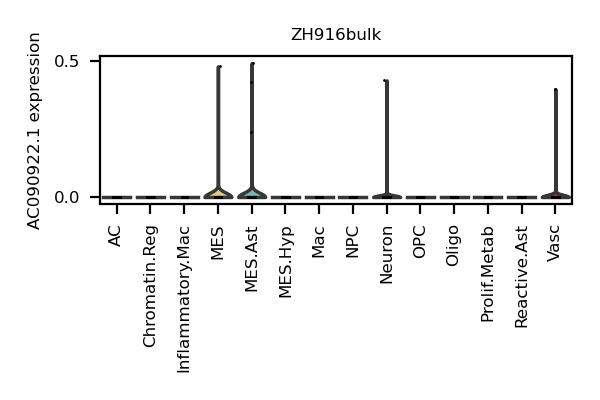 ZH916bulk
AC090922.1 expression
0.5
0.0
AC
Chromatin.Reg
Inflammatory.Mac
MES
MES.Ast
MES.Hyp
Mac
NPC
Neuron
OPC
Oligo
Prolif.Metab
Reactive.Ast
Vasc